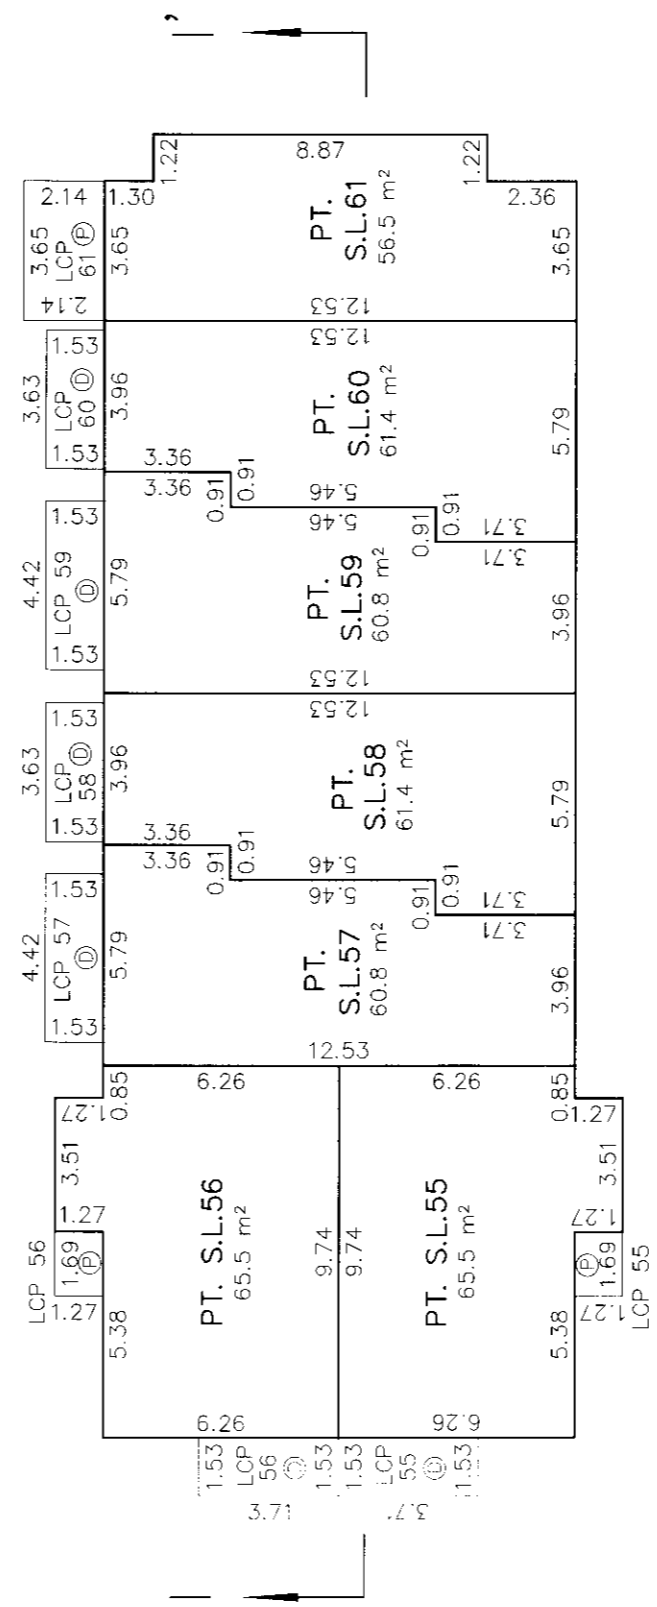 8.87
1.22
1.22
2.14
1.30
2.36
3.65
LCP
61 P
3.65
PT.
S.L.61
56.5 m²
3.65
2.14
12.53
12.53
1.53
3.63
LCP
60 D
3.96
PT.
S.L.60
61.4 m²
5.79
1.53
3.36
3.36
0.91
0.91
5.46
5.46
0.91
0.91
3.71
3.71
1.53
4.42
LCP 59
D
5.79
PT.
S.L.59
60.8 m²
3.96
1.53
12.53
12.53
1.53
3.63
LCP
58 D
3.96
PT.
S.L.58
61.4 m²
5.79
1.53
3.36
3.36
0.91
0.91
5.46
5.46
0.91
0.91
3.71
3.71
1.53
4.42
LCP 57
D
5.79
PT.
S.L.57
60.8 m²
3.96
1.53
12.53
6.26
6.26
0.85
0.85
1.27
1.27
3.51
3.51
1.27
1.27
PT. S.L.56
65.5 m²
9.74
9.74
PT. S.L.55
65.5 m²
LCP 56
1.69
P
1.27
P
1.69
1.27
LCP 55
5.38
5.38
6.26
6.26
1.53
LCP
56 D
1.53
1.53
LCP
55 D
1.53
3.71
3.71